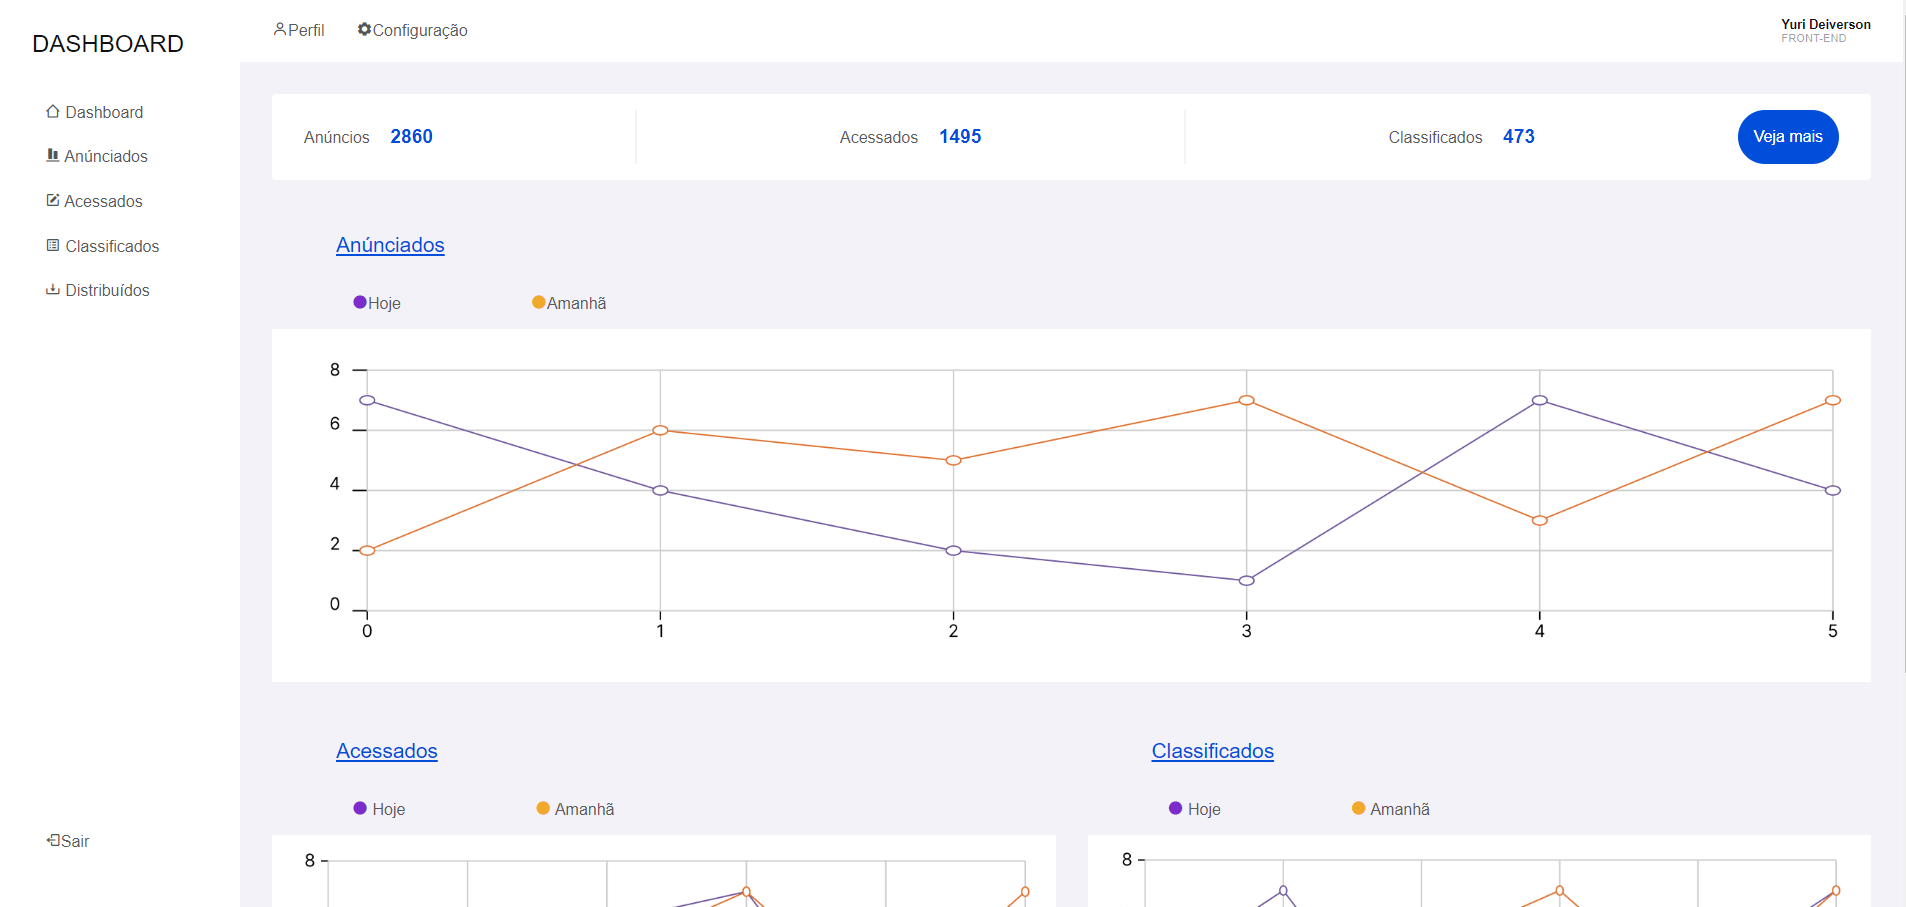 DASHBOARD
Dashboard
Anúnciados
Acessados
Classificados
Distribuídos
Sair
Perfil Configuração
Yuri Deiverson
FRONT-END
Anúncios 2860 Acessados 1495 Classificados 473 Veja mais
Anúnciados
Hoje Amanhã
8
6
4
2
0
0 1 2 3 4 5
Acessados
Hoje Amanhã
8
Classificados
Hoje Amanhã
8